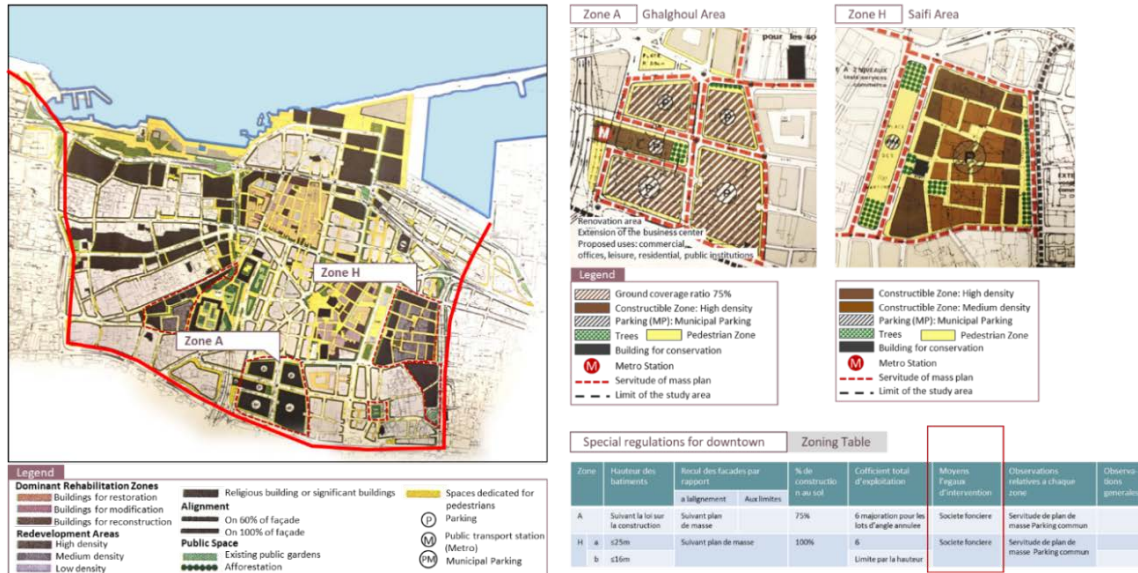 Zone H
Zone A
Legend
Dominant Rehabilitation Zones
Buildings for restoration
Buildings for modification
Buildings for reconstruction
Redevelopment Areas
High density
Medium density
Low density
Religious building or significant buildings
Alignment
On 60% of façade
On 100% of façade
Public Space
Existing public gardens
Afforestation
Spaces dedicated for
pedestrians
P
Parking
M
Public transport station
(Metro)
PM
Municipal Parking
Zone A
Ghalghoul Area
pour les so
M
P
Renovation area
Extension of the business center
Proposed uses: commercial,
offices, leisure, residential, public institutions
Legend
Ground coverage ratio 75%
Constructible Zone: High density
Parking (MP): Municipal Parking
Trees
Pedestrian Zone
Building for conservation
M
Metro Station
Servitude of mass plan
Limit of the study area
Zone H
Saifi Area
commerce
P
Constructible Zone: High density
Constructible Zone: Medium density
Parking (MP): Municipal Parking
Trees
Pedestrian Zone
Building for conservation
M
Metro Station
Servitude of mass plan
Limit of the study area
Special regulations for downtown
Zoning Table
Zone
Hauteur des
batiments
Recul des facades par
rapport
a lalignement
Aux limites
% de
constructio
n au sol
Cofficient total
d'exploitation
Moyens
l'egaux
d'intervention
Observations
relatives a chaque
zone
Observa
tions
generales
A
Suivant la loi sur
la construction
Suivant plan
de masse
75%
6 majoration pour les
lots d'angle annulee
Societe fonciere
Servitude de plan de
masse Parking commun
H
a
≤25m
Suivant plan de masse
100%
6
Societe fonciere
Servitude de plan de
masse Parking commun
b
≤16m
Limite par la hauteur